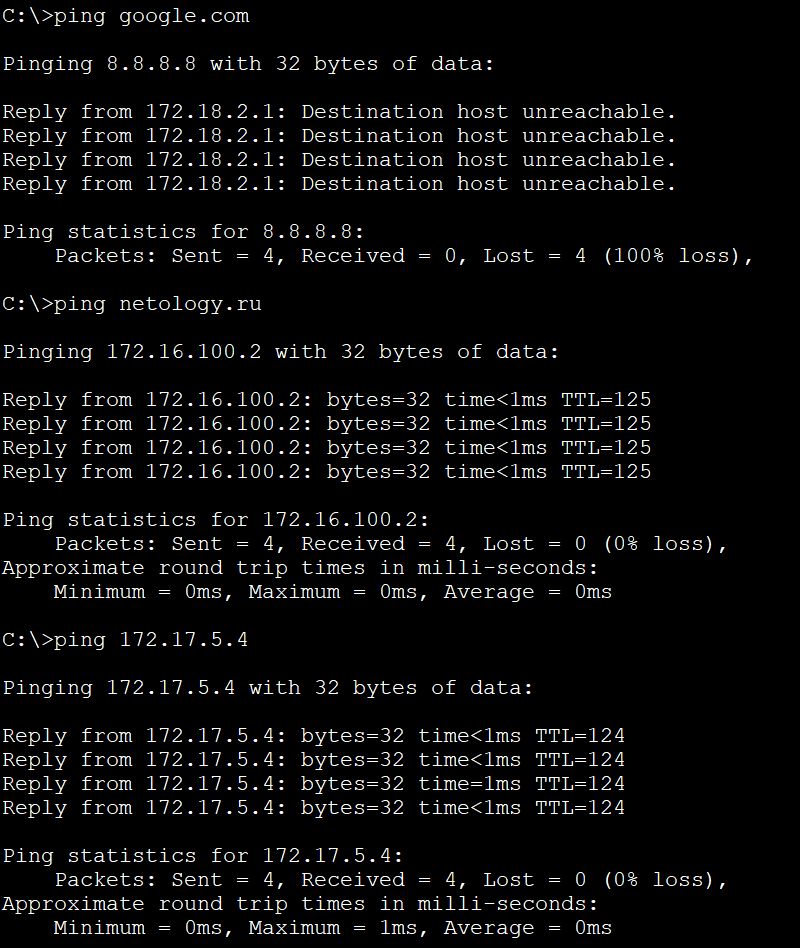 C:\>ping google.com
Pinging 8.8.8.8 with 32 bytes of data:
Reply from 172.18.2.1: Destination host unreachable.
Reply from 172.18.2.1: Destination host unreachable.
Reply from 172.18.2.1: Destination host unreachable.
Reply from 172.18.2.1: Destination host unreachable.
Ping statistics for 8.8.8.8:
    Packets: Sent = 4, Received = 0, Lost = 4 (100% loss),
C:\>ping netology.ru
Pinging 172.16.100.2 with 32 bytes of data:
Reply from 172.16.100.2: bytes=32 time<1ms TTL=125
Reply from 172.16.100.2: bytes=32 time<1ms TTL=125
Reply from 172.16.100.2: bytes=32 time<1ms TTL=125
Reply from 172.16.100.2: bytes=32 time<1ms TTL=125
Ping statistics for 172.16.100.2:
    Packets: Sent = 4, Received = 4, Lost = 0 (0% loss),
Approximate round trip times in milli-seconds:
    Minimum = 0ms, Maximum = 0ms, Average = 0ms
C:\>ping 172.17.5.4
Pinging 172.17.5.4 with 32 bytes of data:
Reply from 172.17.5.4: bytes=32 time<1ms TTL=124
Reply from 172.17.5.4: bytes=32 time<1ms TTL=124
Reply from 172.17.5.4: bytes=32 time=1ms TTL=124
Reply from 172.17.5.4: bytes=32 time<1ms TTL=124
Ping statistics for 172.17.5.4:
    Packets: Sent = 4, Received = 4, Lost = 0 (0% loss),
Approximate round trip times in milli-seconds:
    Minimum = 0ms, Maximum = 1ms, Average = 0ms